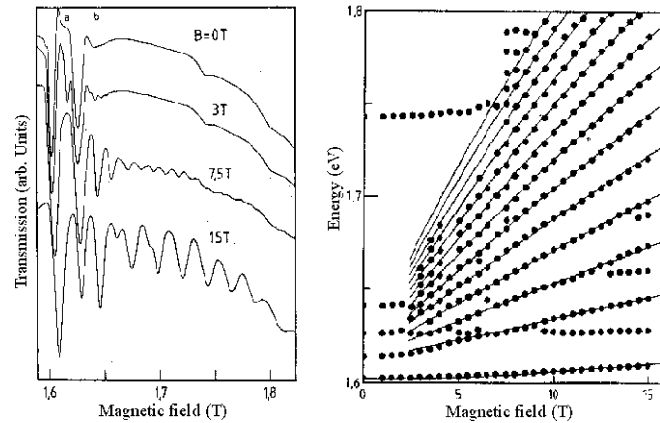 a
b
B=0T
3T
7,5T
15T
Transmission (arb. Units)
1,6
1,7
1,8
Magnetic field (T)
1,8
1,7
1,6
Energy (eV)
0
5
10
15
Magnetic field (T)